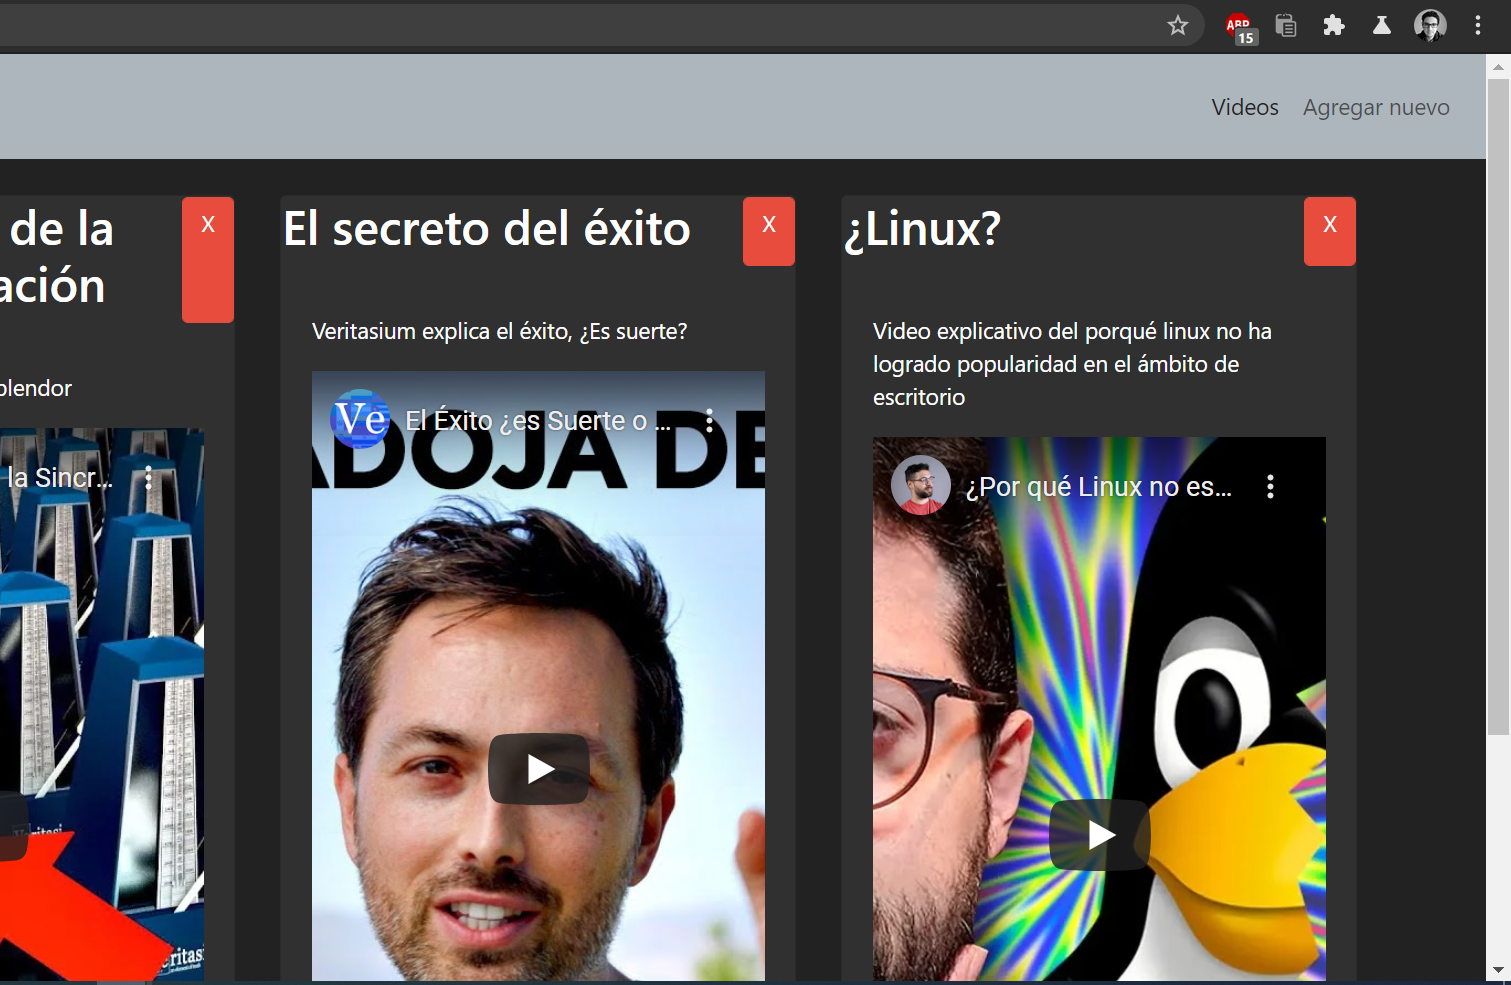 ABP
15
Videos Agregar nuevo
de la
ación
X
plendor
la Sincr...
Veritasi
El secreto del éxito
X
Veritasium explica el éxito, ¿Es suerte?
Ve
El Éxito ¿es Suerte o ...
ADOJA DE
¿Linux?
X
Video explicativo del porqué linux no ha
logrado popularidad en el ámbito de
escritorio
¿Por qué Linux no es...